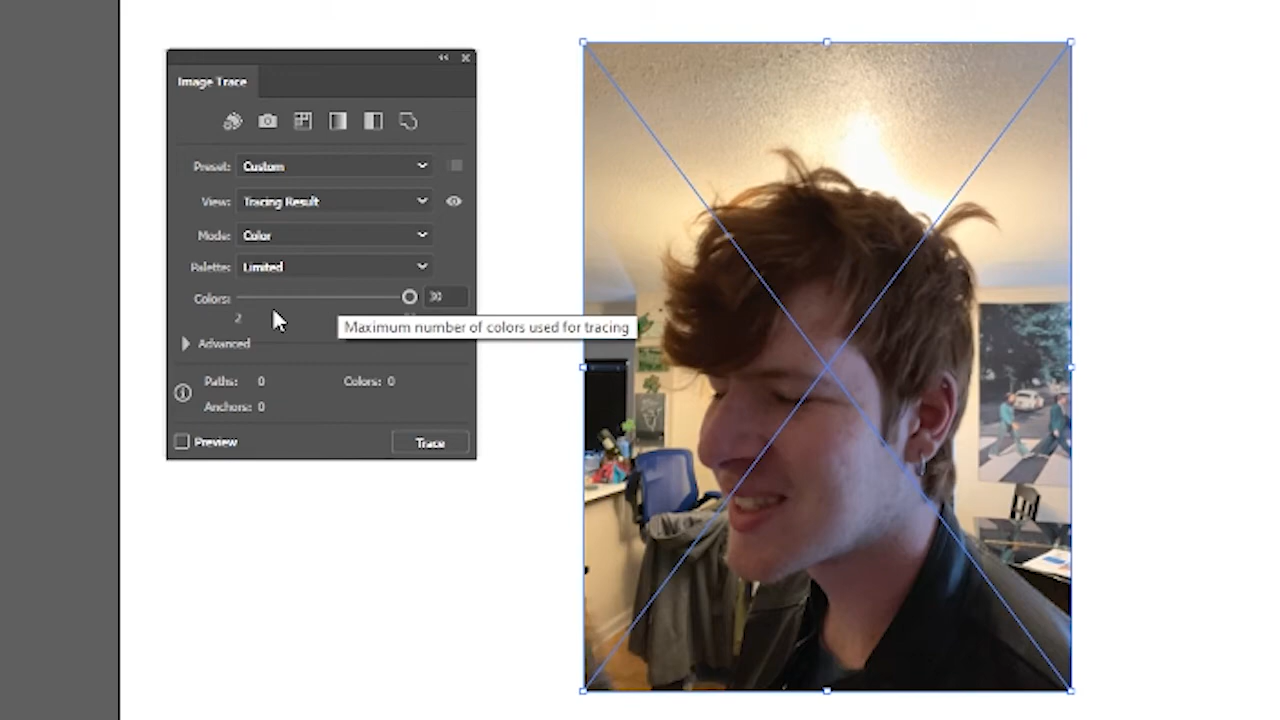 Image Trace
Preset: Custom
View: Tracing Result
Mode: Color
Palette: Limited
Colors: 30
2
Maximum number of colors used for tracing
Advanced
Paths: 0 Colors: 0
Anchors: 0
Preview Trace